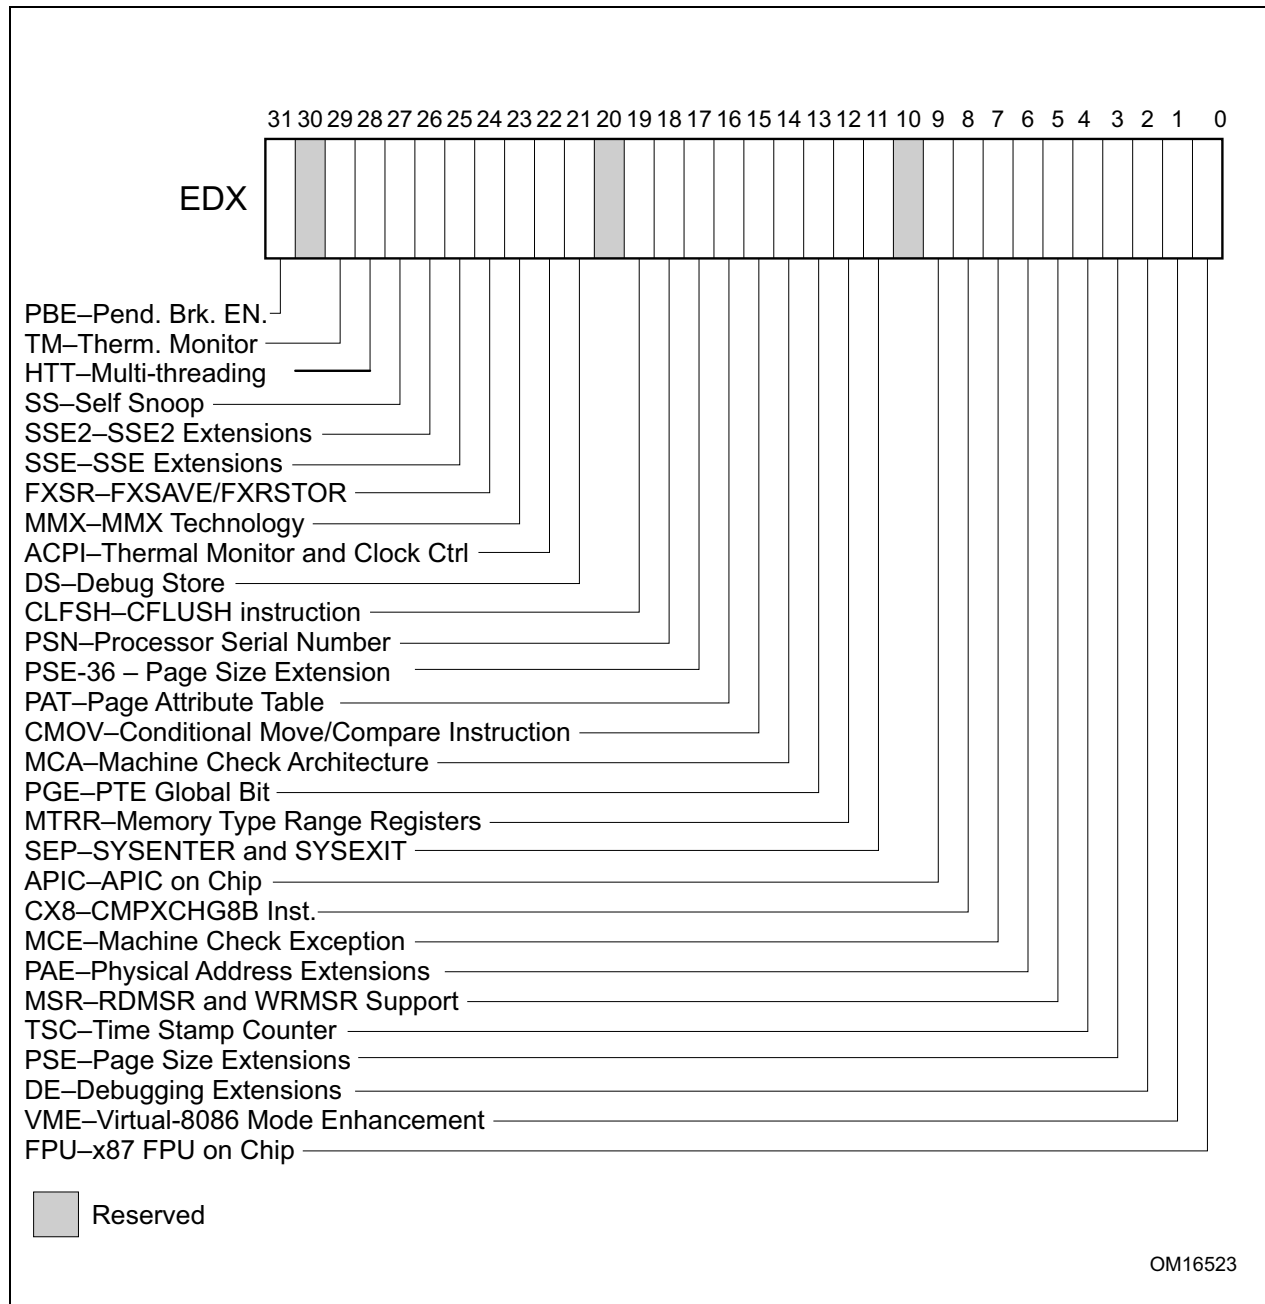 31 30 29 28 27 26 25 24 23 22 21 20 19 18 17 16 15 14 13 12 11 10 9 8 7 6 5 4 3 2 1 0
EDX
PBE–Pend. Brk. EN.
TM–Therm. Monitor
HTT–Multi-threading
SS–Self Snoop
SSE2–SSE2 Extensions
SSE–SSE Extensions
FXSR–FXSAVE/FXRSTOR
MMX–MMX Technology
ACPI–Thermal Monitor and Clock Ctrl
DS–Debug Store
CLFSH–CFLUSH instruction
PSN–Processor Serial Number
PSE-36 – Page Size Extension
PAT–Page Attribute Table
CMOV–Conditional Move/Compare Instruction
MCA–Machine Check Architecture
PGE–PTE Global Bit
MTRR–Memory Type Range Registers
SEP–SYSENTER and SYSEXIT
APIC–APIC on Chip
CX8–CMPXCHG8B Inst.
MCE–Machine Check Exception
PAE–Physical Address Extensions
MSR–RDMSR and WRMSR Support
TSC–Time Stamp Counter
PSE–Page Size Extensions
DE–Debugging Extensions
VME–Virtual-8086 Mode Enhancement
FPU–x87 FPU on Chip
Reserved
OM16523